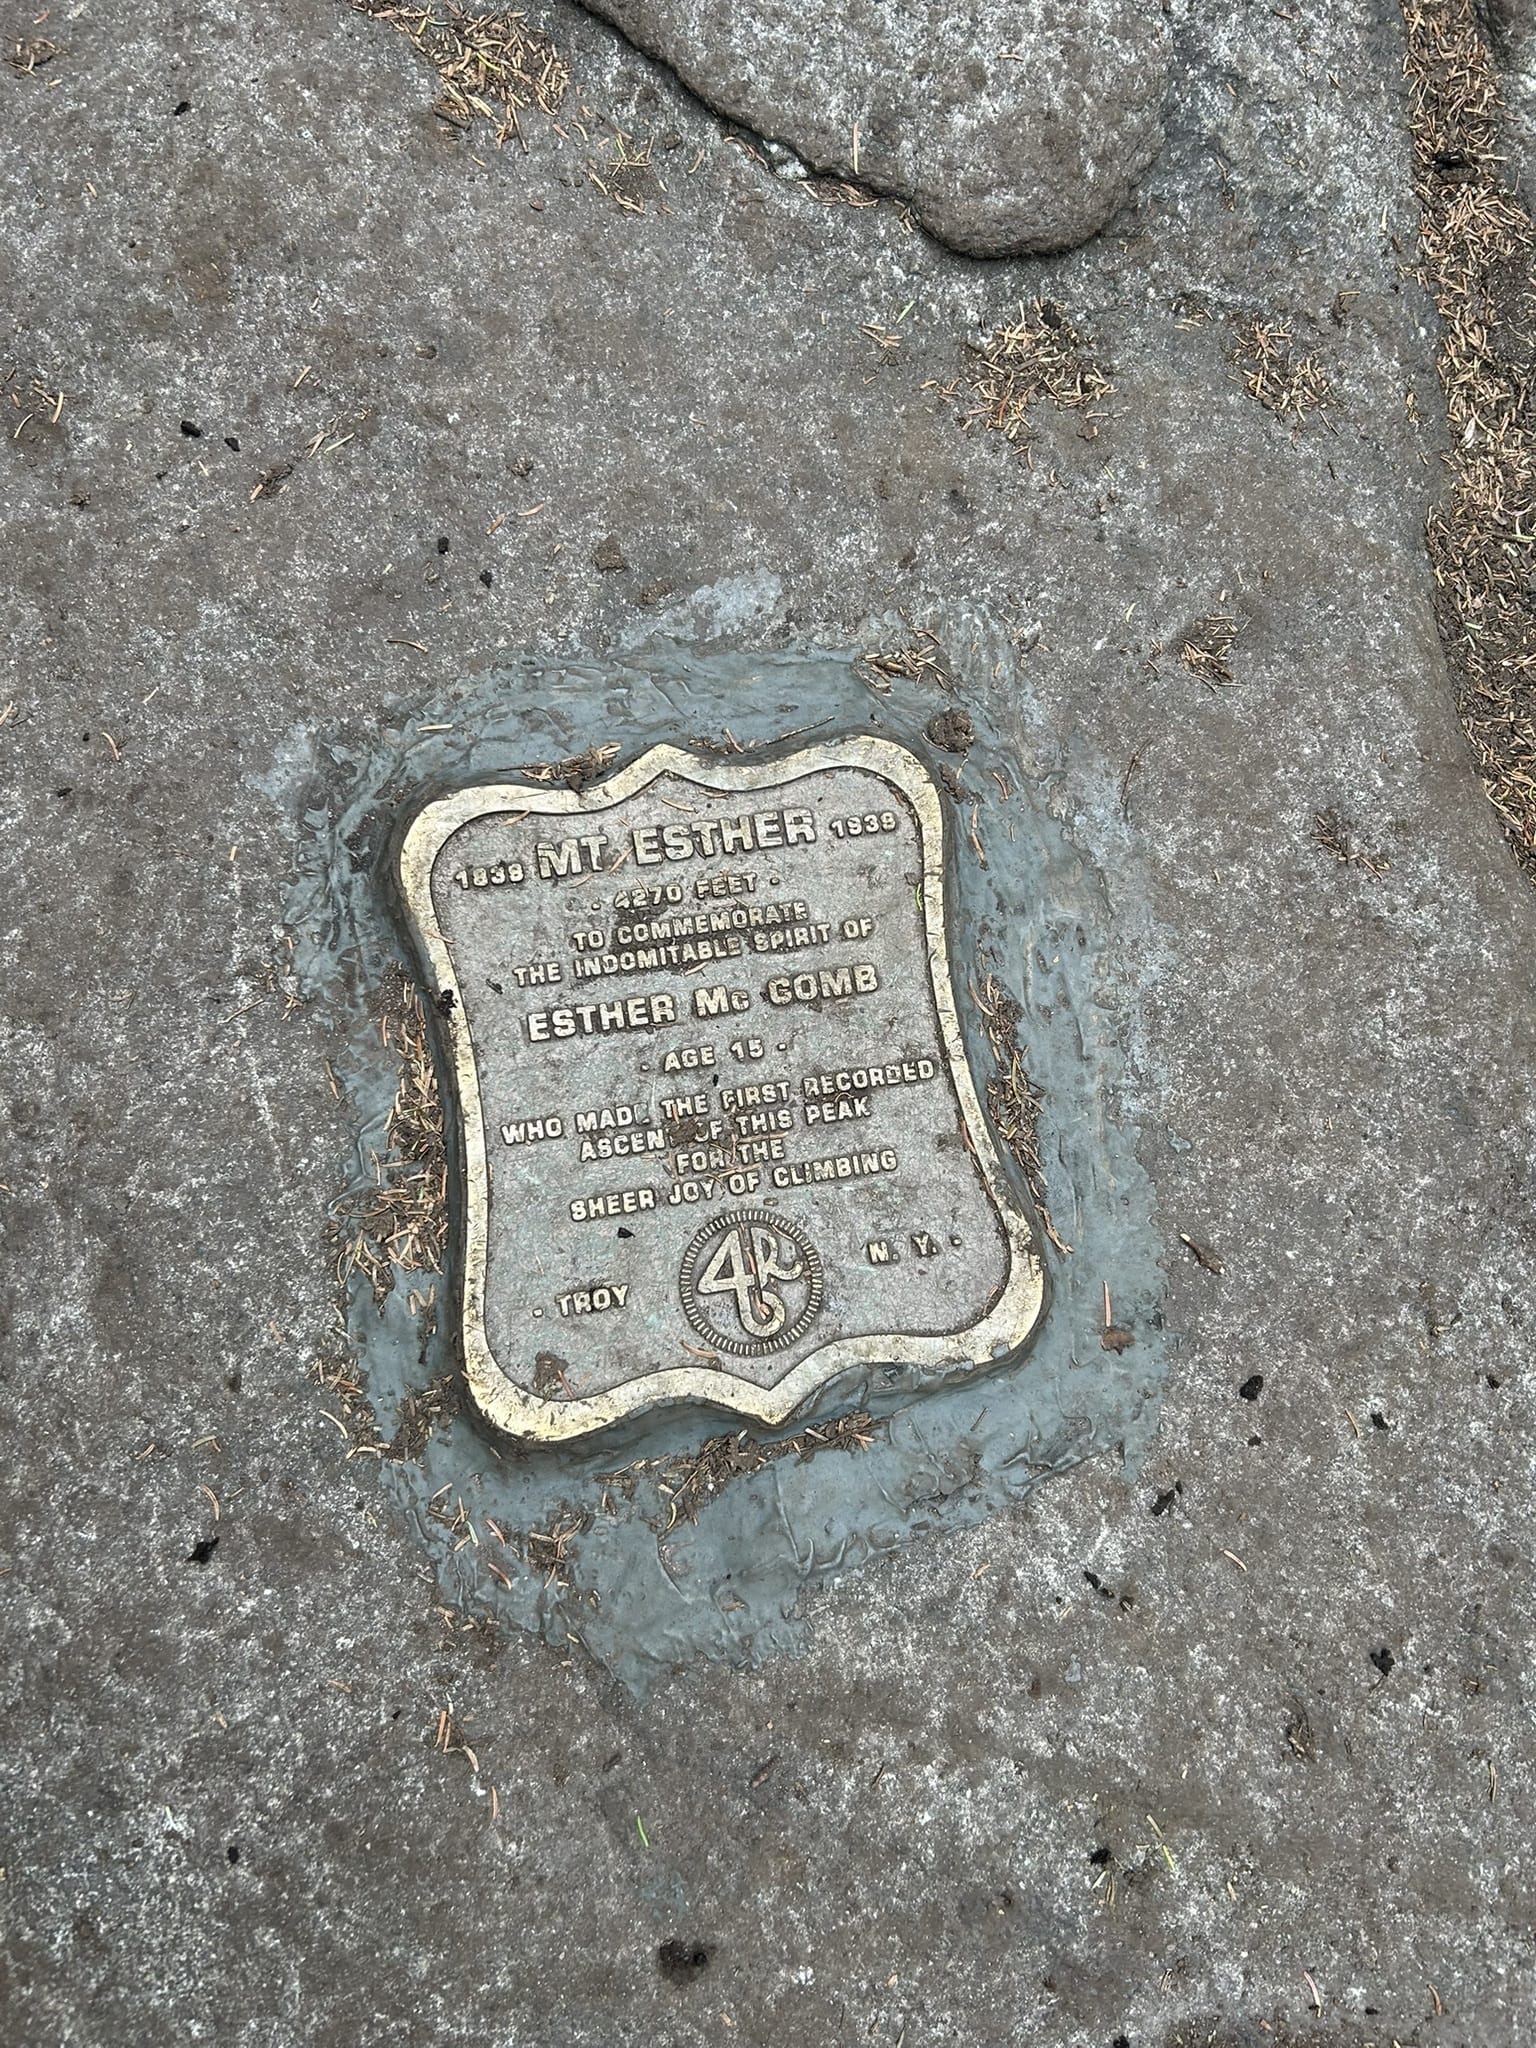 1839 MT. ESTHER 1939
· 4270 FEET ·
TO COMMEMORATE
THE INDOMITABLE SPIRIT OF
ESTHER Mc COMB
· AGE 15 ·
WHO MADE THE FIRST RECORDED
ASCENT OF THIS PEAK
FOR THE
SHEER JOY OF CLIMBING
· TROY 46R N. Y. ·